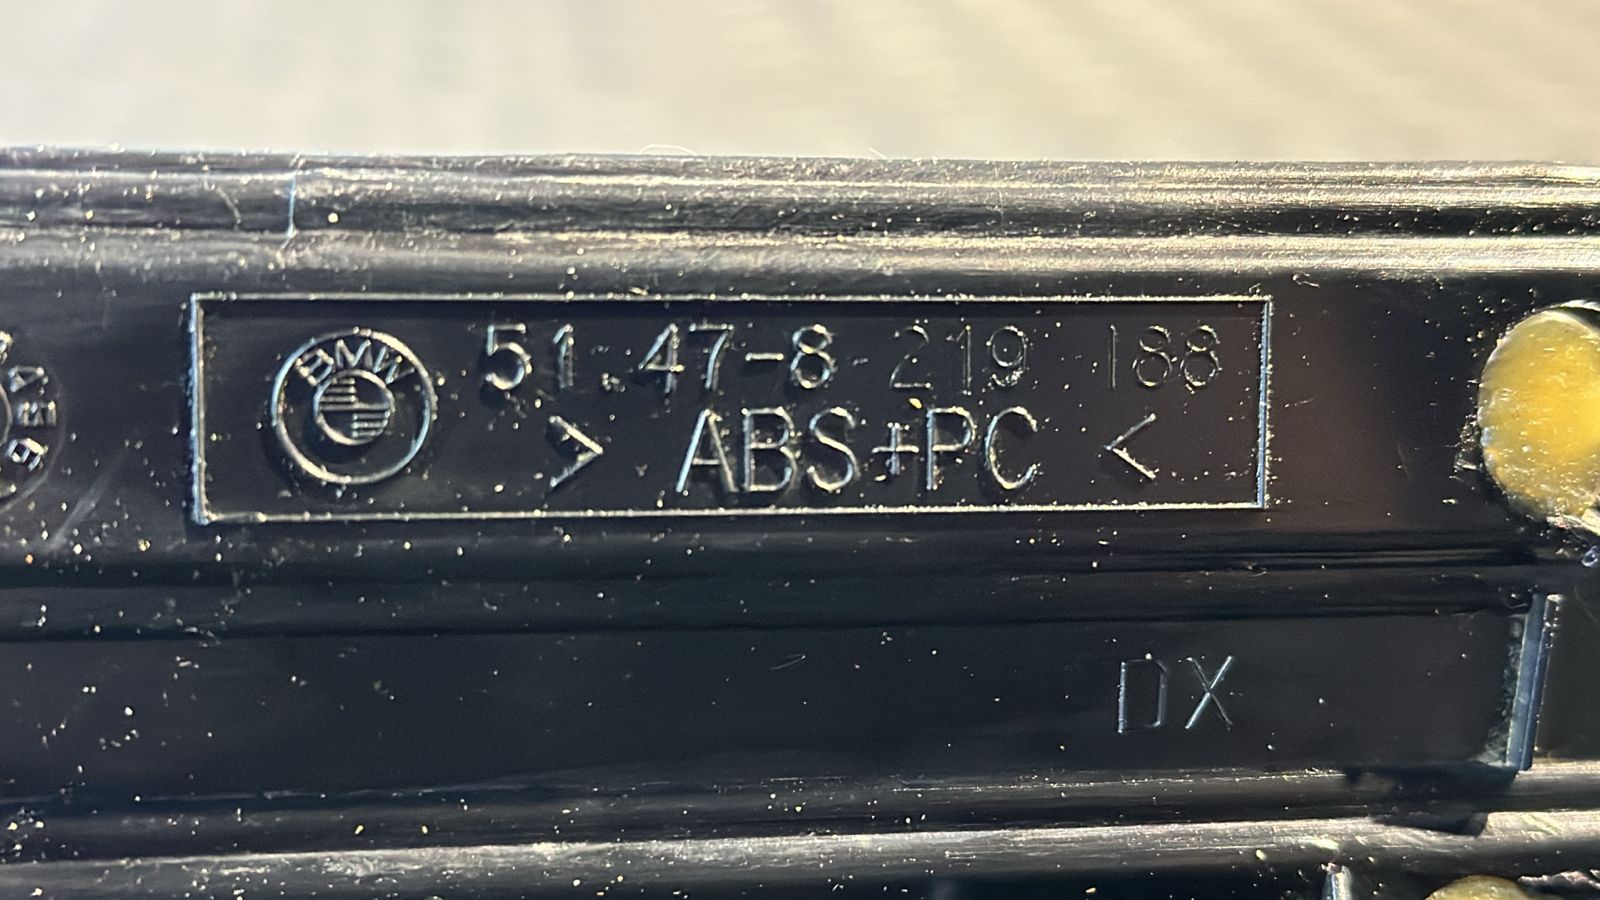 BMW
51.47-8 219 188
> ABS+PC <
DX